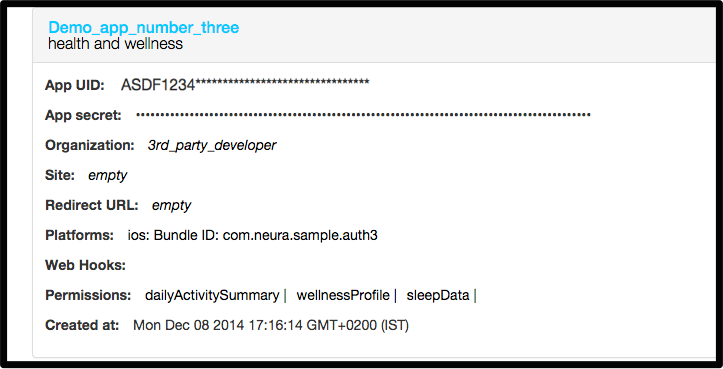 Demo_app_number_three
health and wellness
App UID: ASDF1234********************************
App secret: ••••••••••••••••••••••••••••••••••••••••••••••••••••••••••••••••••••••••••••••••••••••••••
Organization: 3rd_party_developer
Site: empty
Redirect URL: empty
Platforms: ios: Bundle ID: com.neura.sample.auth3
Web Hooks:
Permissions: dailyActivitySummary | wellnessProfile | sleepData |
Created at: Mon Dec 08 2014 17:16:14 GMT+0200 (IST)